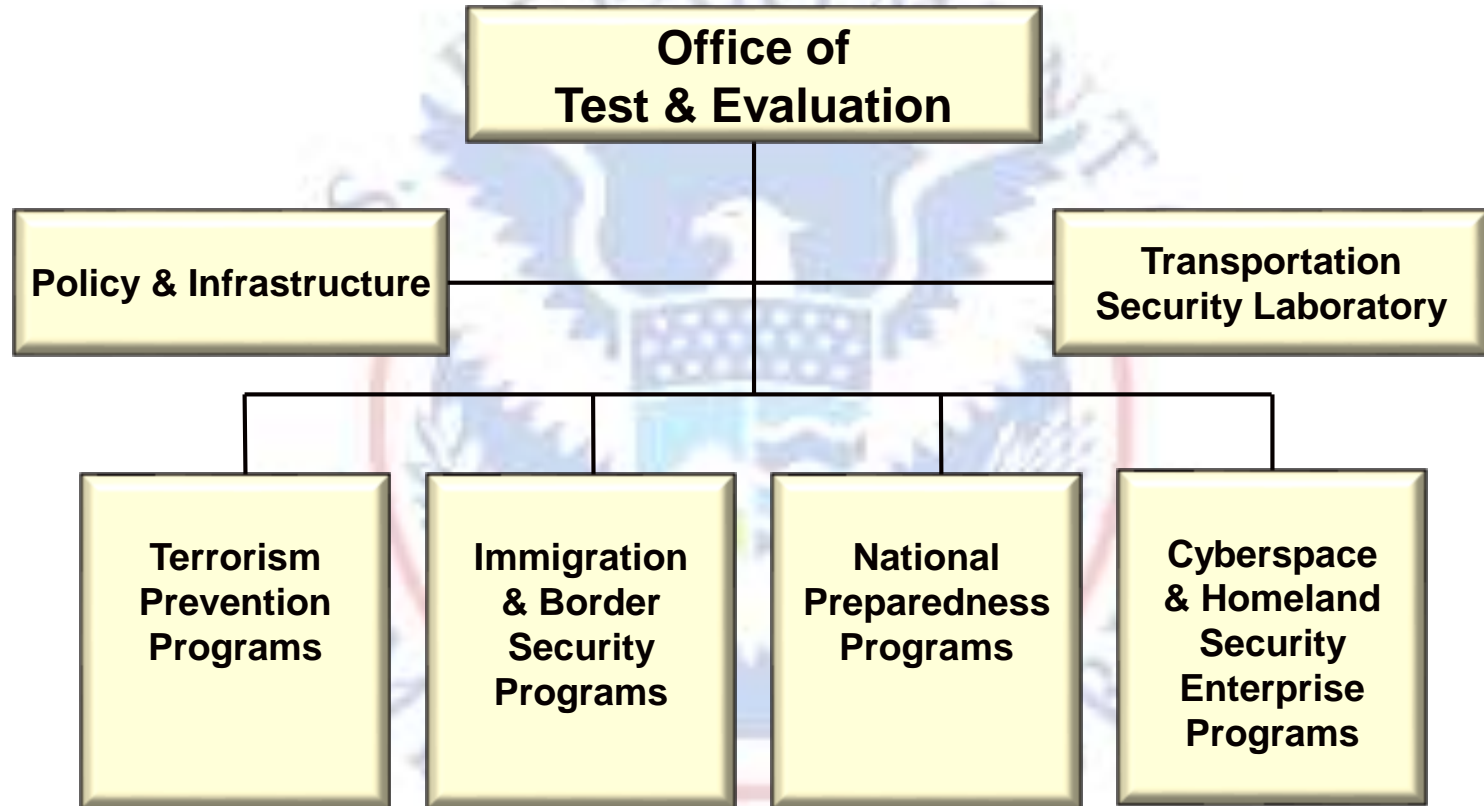 Office of
Test & Evaluation
Policy & Infrastructure
Transportation
Security Laboratory
Terrorism
Prevention
Programs
Immigration
& Border
Security
Programs
National
Preparedness
Programs
Cyberspace
& Homeland
Security
Enterprise
Programs